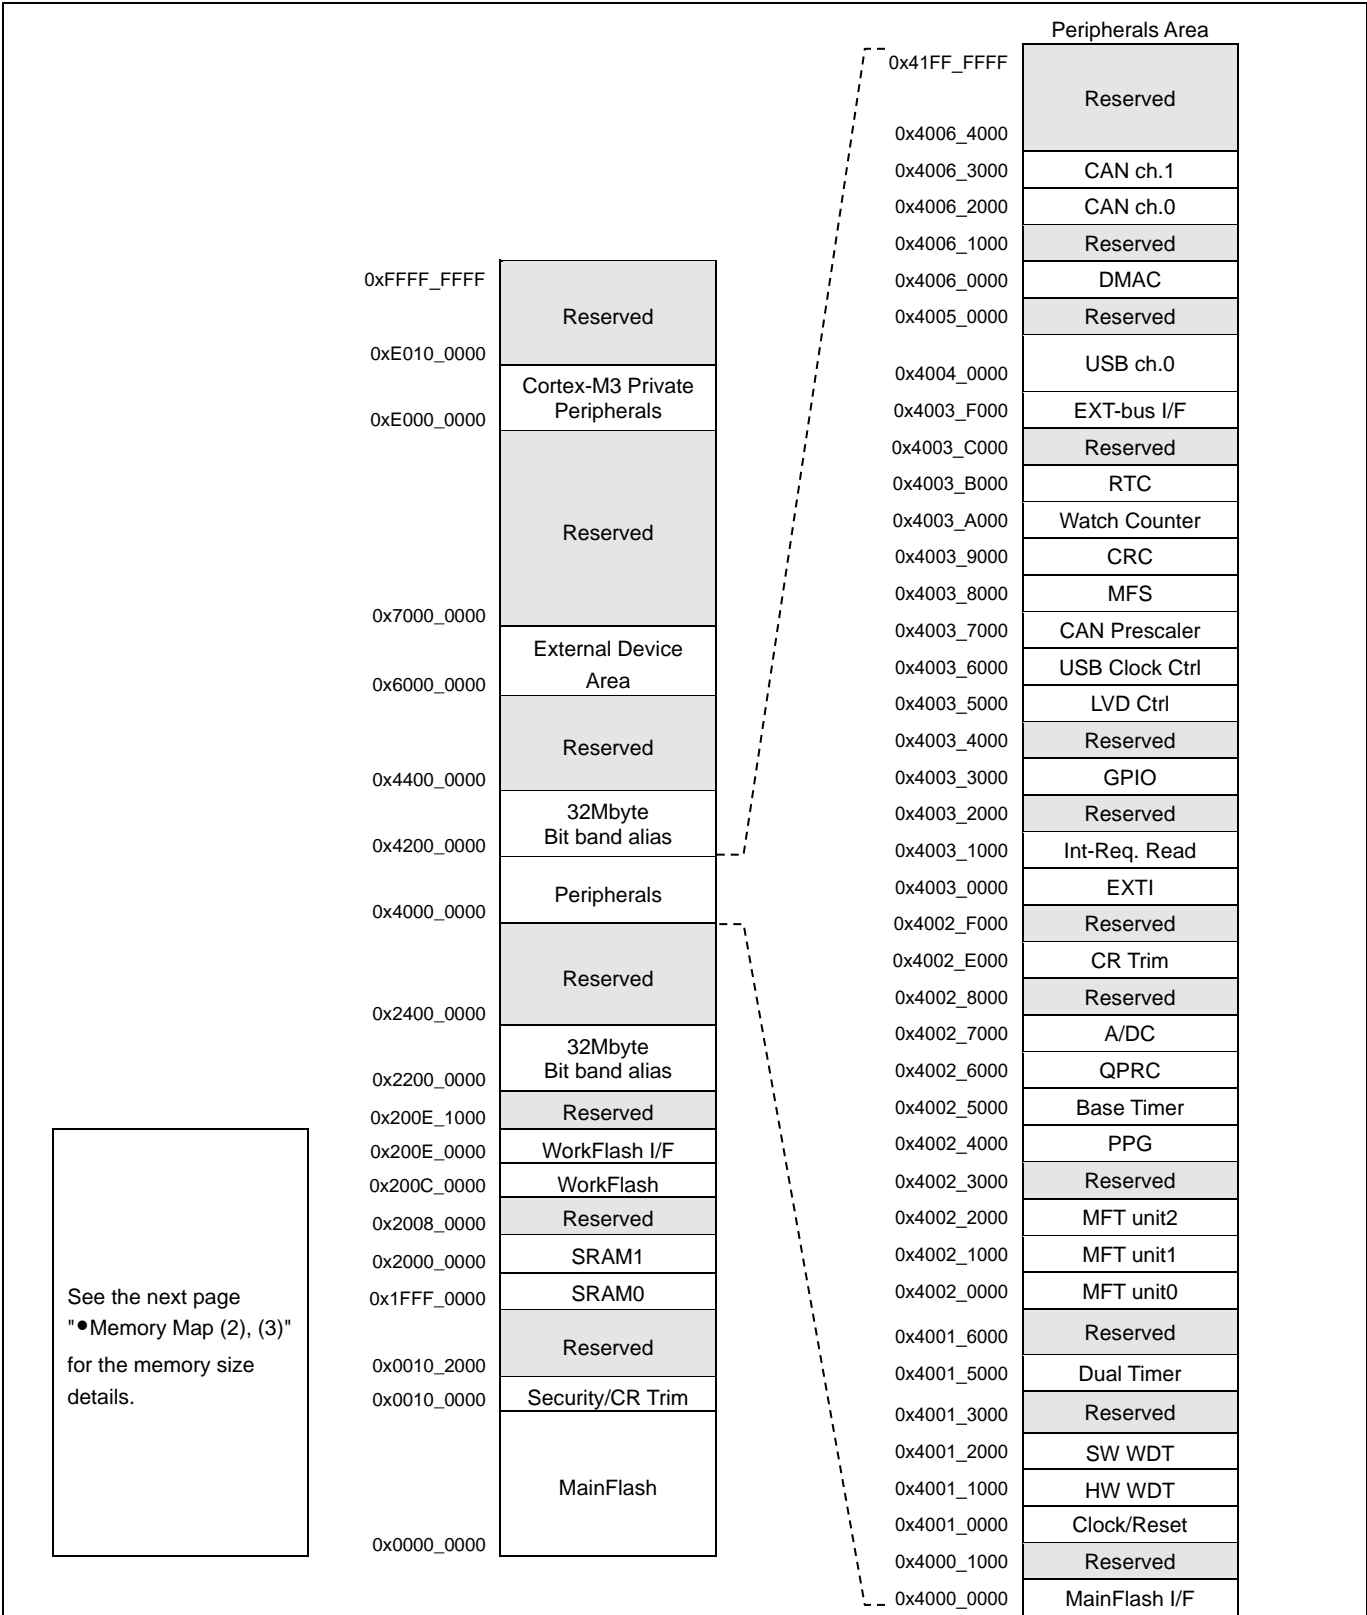 Peripherals Area
0x41FF_FFFF
Reserved
0x4006_4000
0x4006_3000 CAN ch.1
0x4006_2000 CAN ch.0
0x4006_1000 Reserved
0x4006_0000 DMAC
0x4005_0000 Reserved
0x4004_0000 USB ch.0
0x4003_F000 EXT-bus I/F
0x4003_C000 Reserved
0x4003_B000 RTC
0x4003_A000 Watch Counter
0x4003_9000 CRC
0x4003_8000 MFS
0x4003_7000 CAN Prescaler
0x4003_6000 USB Clock Ctrl
0x4003_5000 LVD Ctrl
0x4003_4000 Reserved
0x4003_3000 GPIO
0x4003_2000 Reserved
0x4003_1000 Int-Req. Read
0x4003_0000 EXTI
0x4002_F000 Reserved
0x4002_E000 CR Trim
0x4002_8000 Reserved
0x4002_7000 A/DC
0x4002_6000 QPRC
0x4002_5000 Base Timer
0x4002_4000 PPG
0x4002_3000 Reserved
0x4002_2000 MFT unit2
0x4002_1000 MFT unit1
0x4002_0000 MFT unit0
0x4001_6000 Reserved
0x4001_5000 Dual Timer
0x4001_3000 Reserved
0x4001_2000 SW WDT
0x4001_1000 HW WDT
0x4001_0000 Clock/Reset
0x4000_1000 Reserved
0x4000_0000 MainFlash I/F
0xFFFF_FFFF
Reserved
0xE010_0000
Cortex-M3 Private
Peripherals
0xE000_0000
Reserved
0x7000_0000
External Device
Area
0x6000_0000
Reserved
0x4400_0000
32Mbyte
Bit band alias
0x4200_0000
Peripherals
0x4000_0000
Reserved
0x2400_0000
32Mbyte
Bit band alias
0x2200_0000
0x200E_1000 Reserved
0x200E_0000 WorkFlash I/F
0x200C_0000 WorkFlash
0x2008_0000 Reserved
0x2000_0000 SRAM1
0x1FFF_0000 SRAM0
Reserved
0x0010_2000
0x0010_0000 Security/CR Trim
MainFlash
0x0000_0000
See the next page
"●Memory Map (2), (3)"
for the memory size
details.